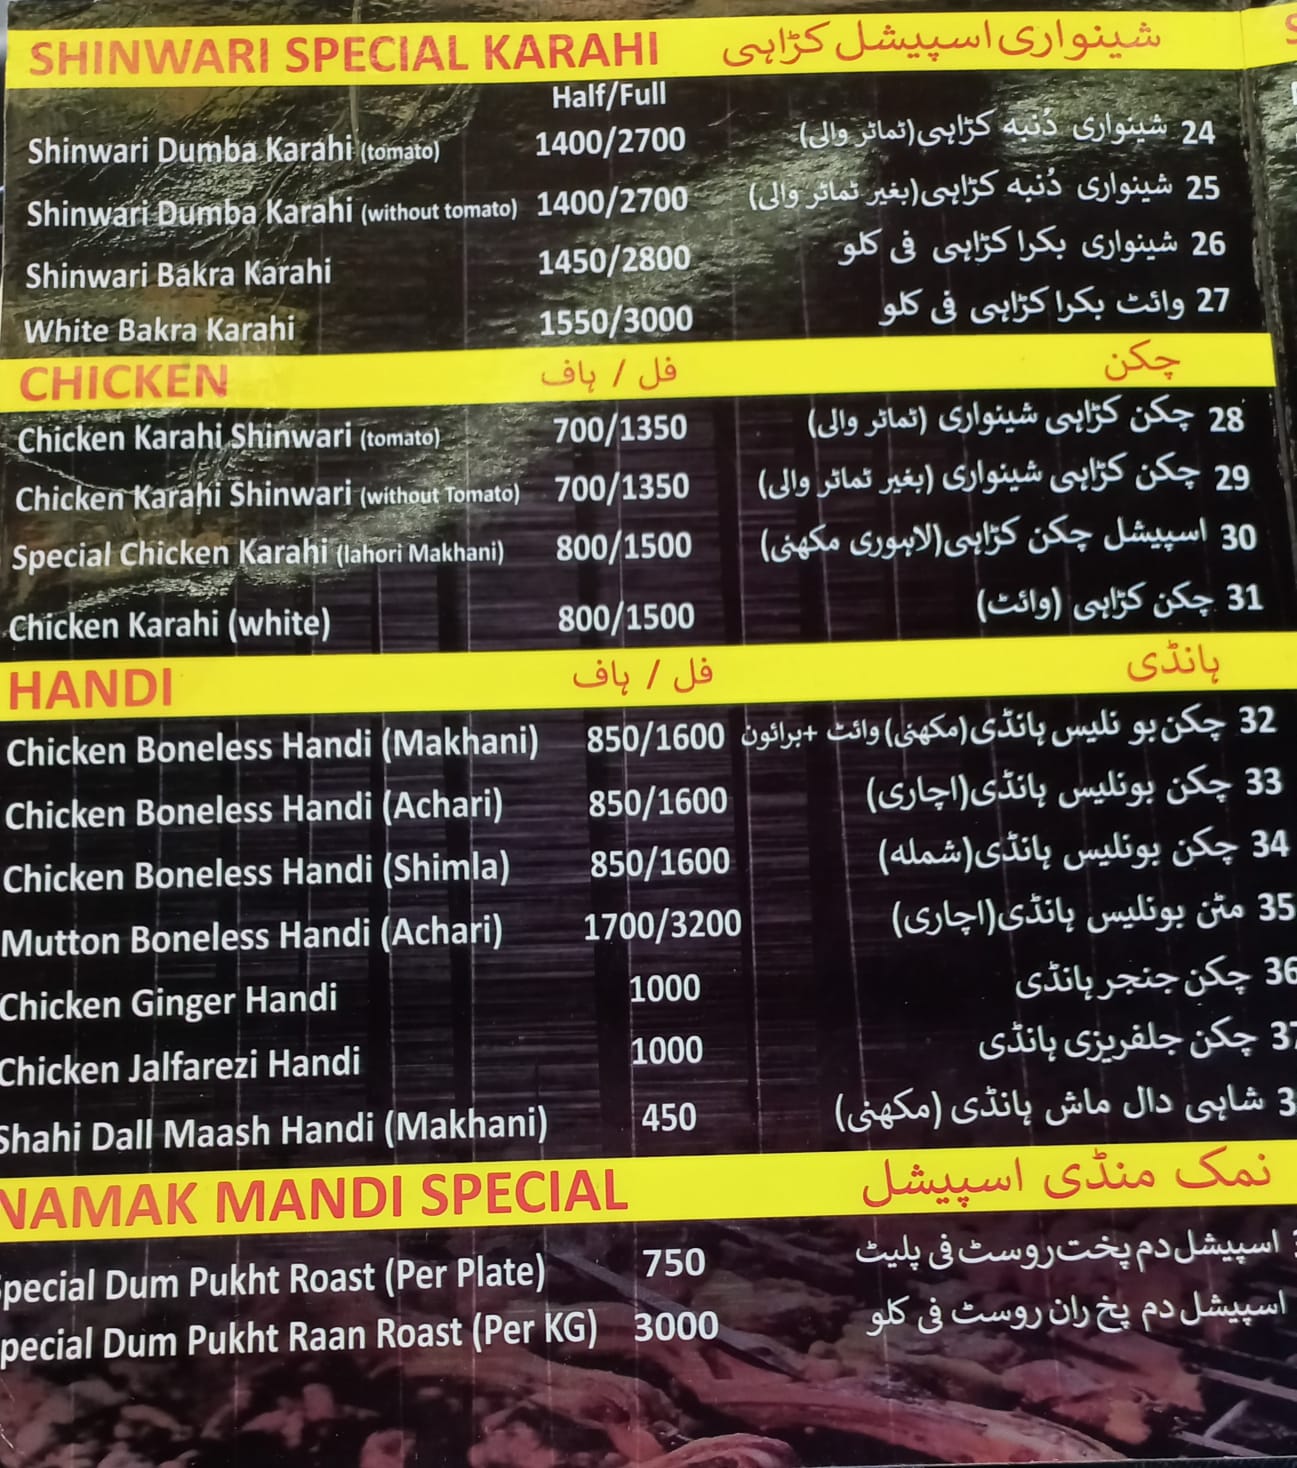 SHINWARI SPECIAL KARAHI شینواری اسپیشل کڑاہی
Half/Full
Shinwari Dumba Karahi (tomato) 1400/2700 24 شینواری دُنبہ کڑاہی(ٹماٹر والی)
Shinwari Dumba Karahi (without tomato) 1400/2700 25 شینواری دُنبہ کڑاہی(بغیر ٹماٹر والی)
Shinwari Bakra Karahi 1450/2800 26 شینواری بکرا کڑاہی فی کلو
White Bakra Karahi 1550/3000 27 وائٹ بکرا کڑاہی فی کلو
CHICKEN فل / ہاف چکن
Chicken Karahi Shinwari (tomato) 700/1350 28 چکن کڑاہی شینواری (ٹماٹر والی)
Chicken Karahi Shinwari (without Tomato) 700/1350 29 چکن کڑاہی شینواری (بغیر ٹماٹر والی)
Special Chicken Karahi (lahori Makhani) 800/1500 30 اسپیشل چکن کڑاہی(لاہوری مکھنی)
Chicken Karahi (white) 800/1500 31 چکن کڑاہی (وائٹ)
HANDI فل / ہاف ہانڈی
Chicken Boneless Handi (Makhani) 850/1600 32 چکن بو نلیس ہانڈی(مکھنی) وائٹ +برائون
Chicken Boneless Handi (Achari) 850/1600 33 چکن بونلیس ہانڈی(اچاری)
Chicken Boneless Handi (Shimla) 850/1600 34 چکن بونلیس ہانڈی(شملہ)
Mutton Boneless Handi (Achari) 1700/3200 35 مٹن بونلیس ہانڈی(اچاری)
Chicken Ginger Handi 1000 36 چکن جنجر ہانڈی
Chicken Jalfarezi Handi 1000 37 چکن جلفریزی ہانڈی
Shahi Dall Maash Handi (Makhani) 450 3 شاہی دال ماش ہانڈی (مکھنی)
NAMAK MANDI SPECIAL نمک منڈی اسپیشل
pecial Dum Pukht Roast (Per Plate) 750 اسپیشل دم پخت روسٹ فی پلیٹ
pecial Dum Pukht Raan Roast (Per KG) 3000 اسپیشل دم پخ ران روسٹ فی کلو